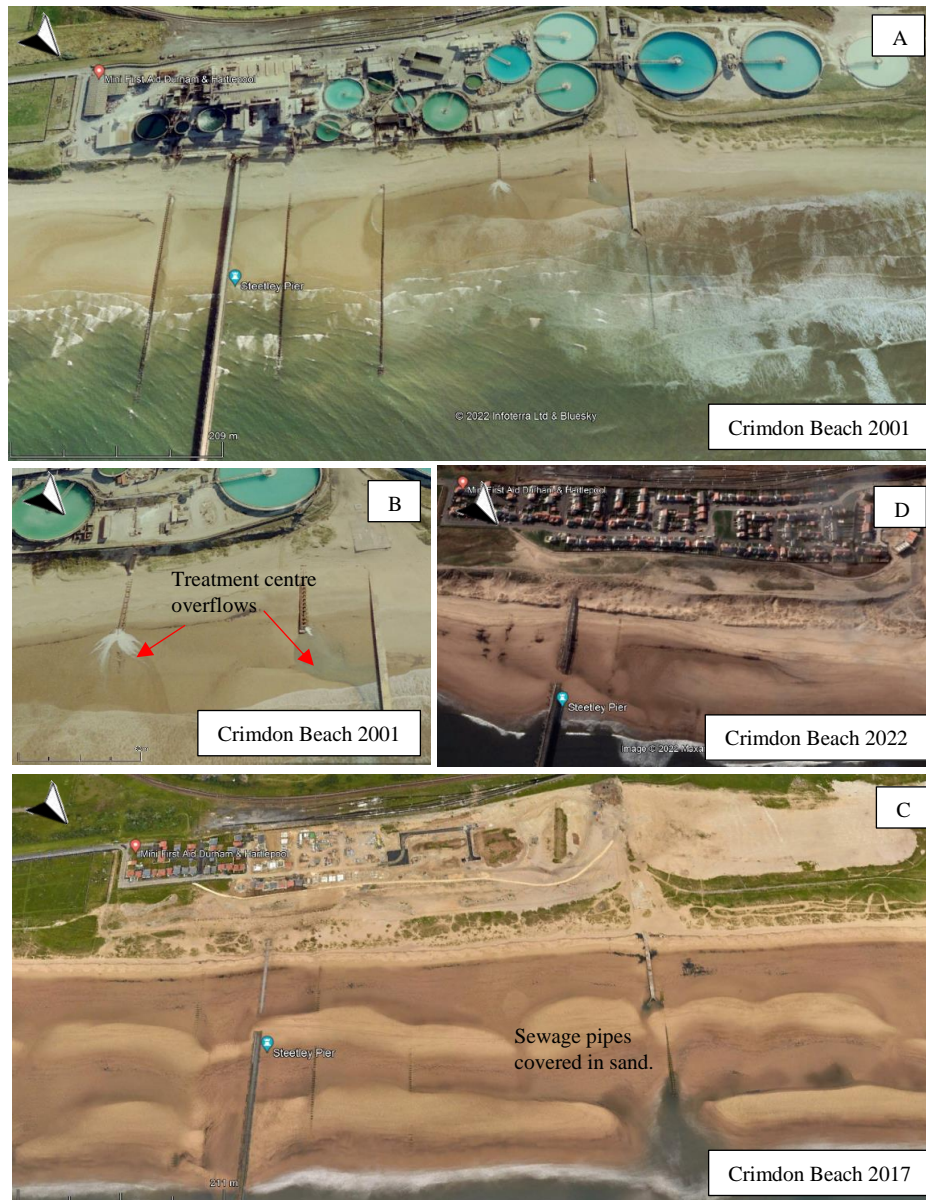 A
Mini First Aid Durham & Hartlepool
Steetley Pier
© 2022 Infoterra Ltd & Bluesky
209 m
Crimdon Beach 2001
B
Treatment centre
overflows
Crimdon Beach 2001
D
Mini First Aid Durham & Hartlepool
Steetley Pier
Image © 2022 Maxa
Crimdon Beach 2022
C
Mini First Aid Durham & Hartlepool
Steetley Pier
Sewage pipes
covered in sand.
211 m
Crimdon Beach 2017